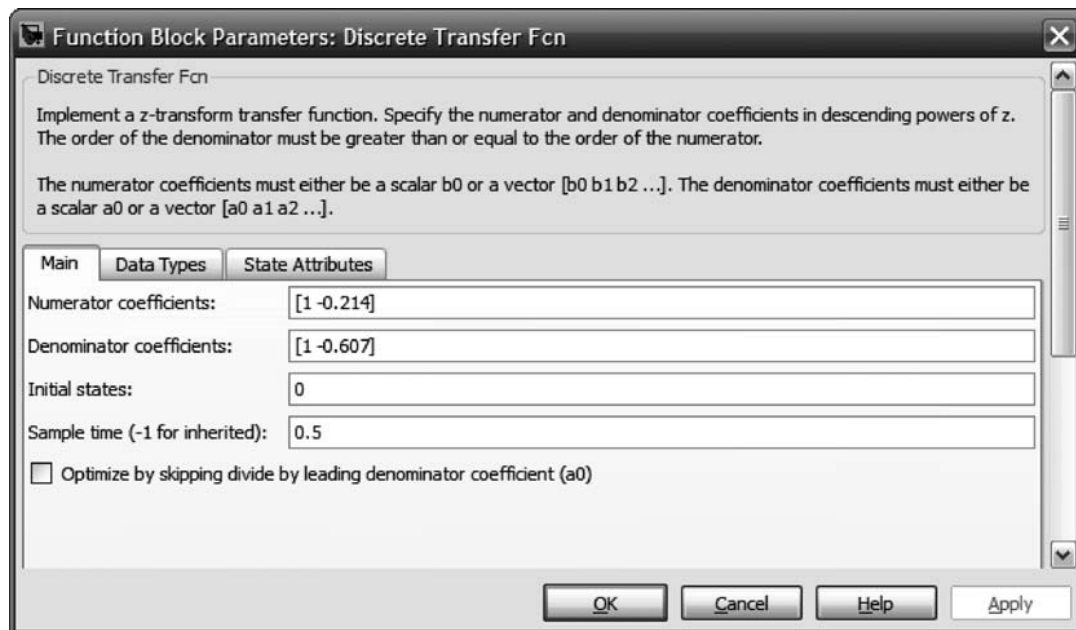 Function Block Parameters: Discrete Transfer Fcn
Discrete Transfer Fcn
Implement a z-transform transfer function. Specify the numerator and denominator coefficients in descending powers of z.
The order of the denominator must be greater than or equal to the order of the numerator.
The numerator coefficients must either be a scalar b0 or a vector [b0 b1 b2 ...]. The denominator coefficients must either be
a scalar a0 or a vector [a0 a1 a2 ...].
Main Data Types State Attributes
Numerator coefficients: [1 -0.214]
Denominator coefficients: [1 -0.607]
Initial states: 0
Sample time (-1 for inherited): 0.5
Optimize by skipping divide by leading denominator coefficient (a0)
OK Cancel Help Apply